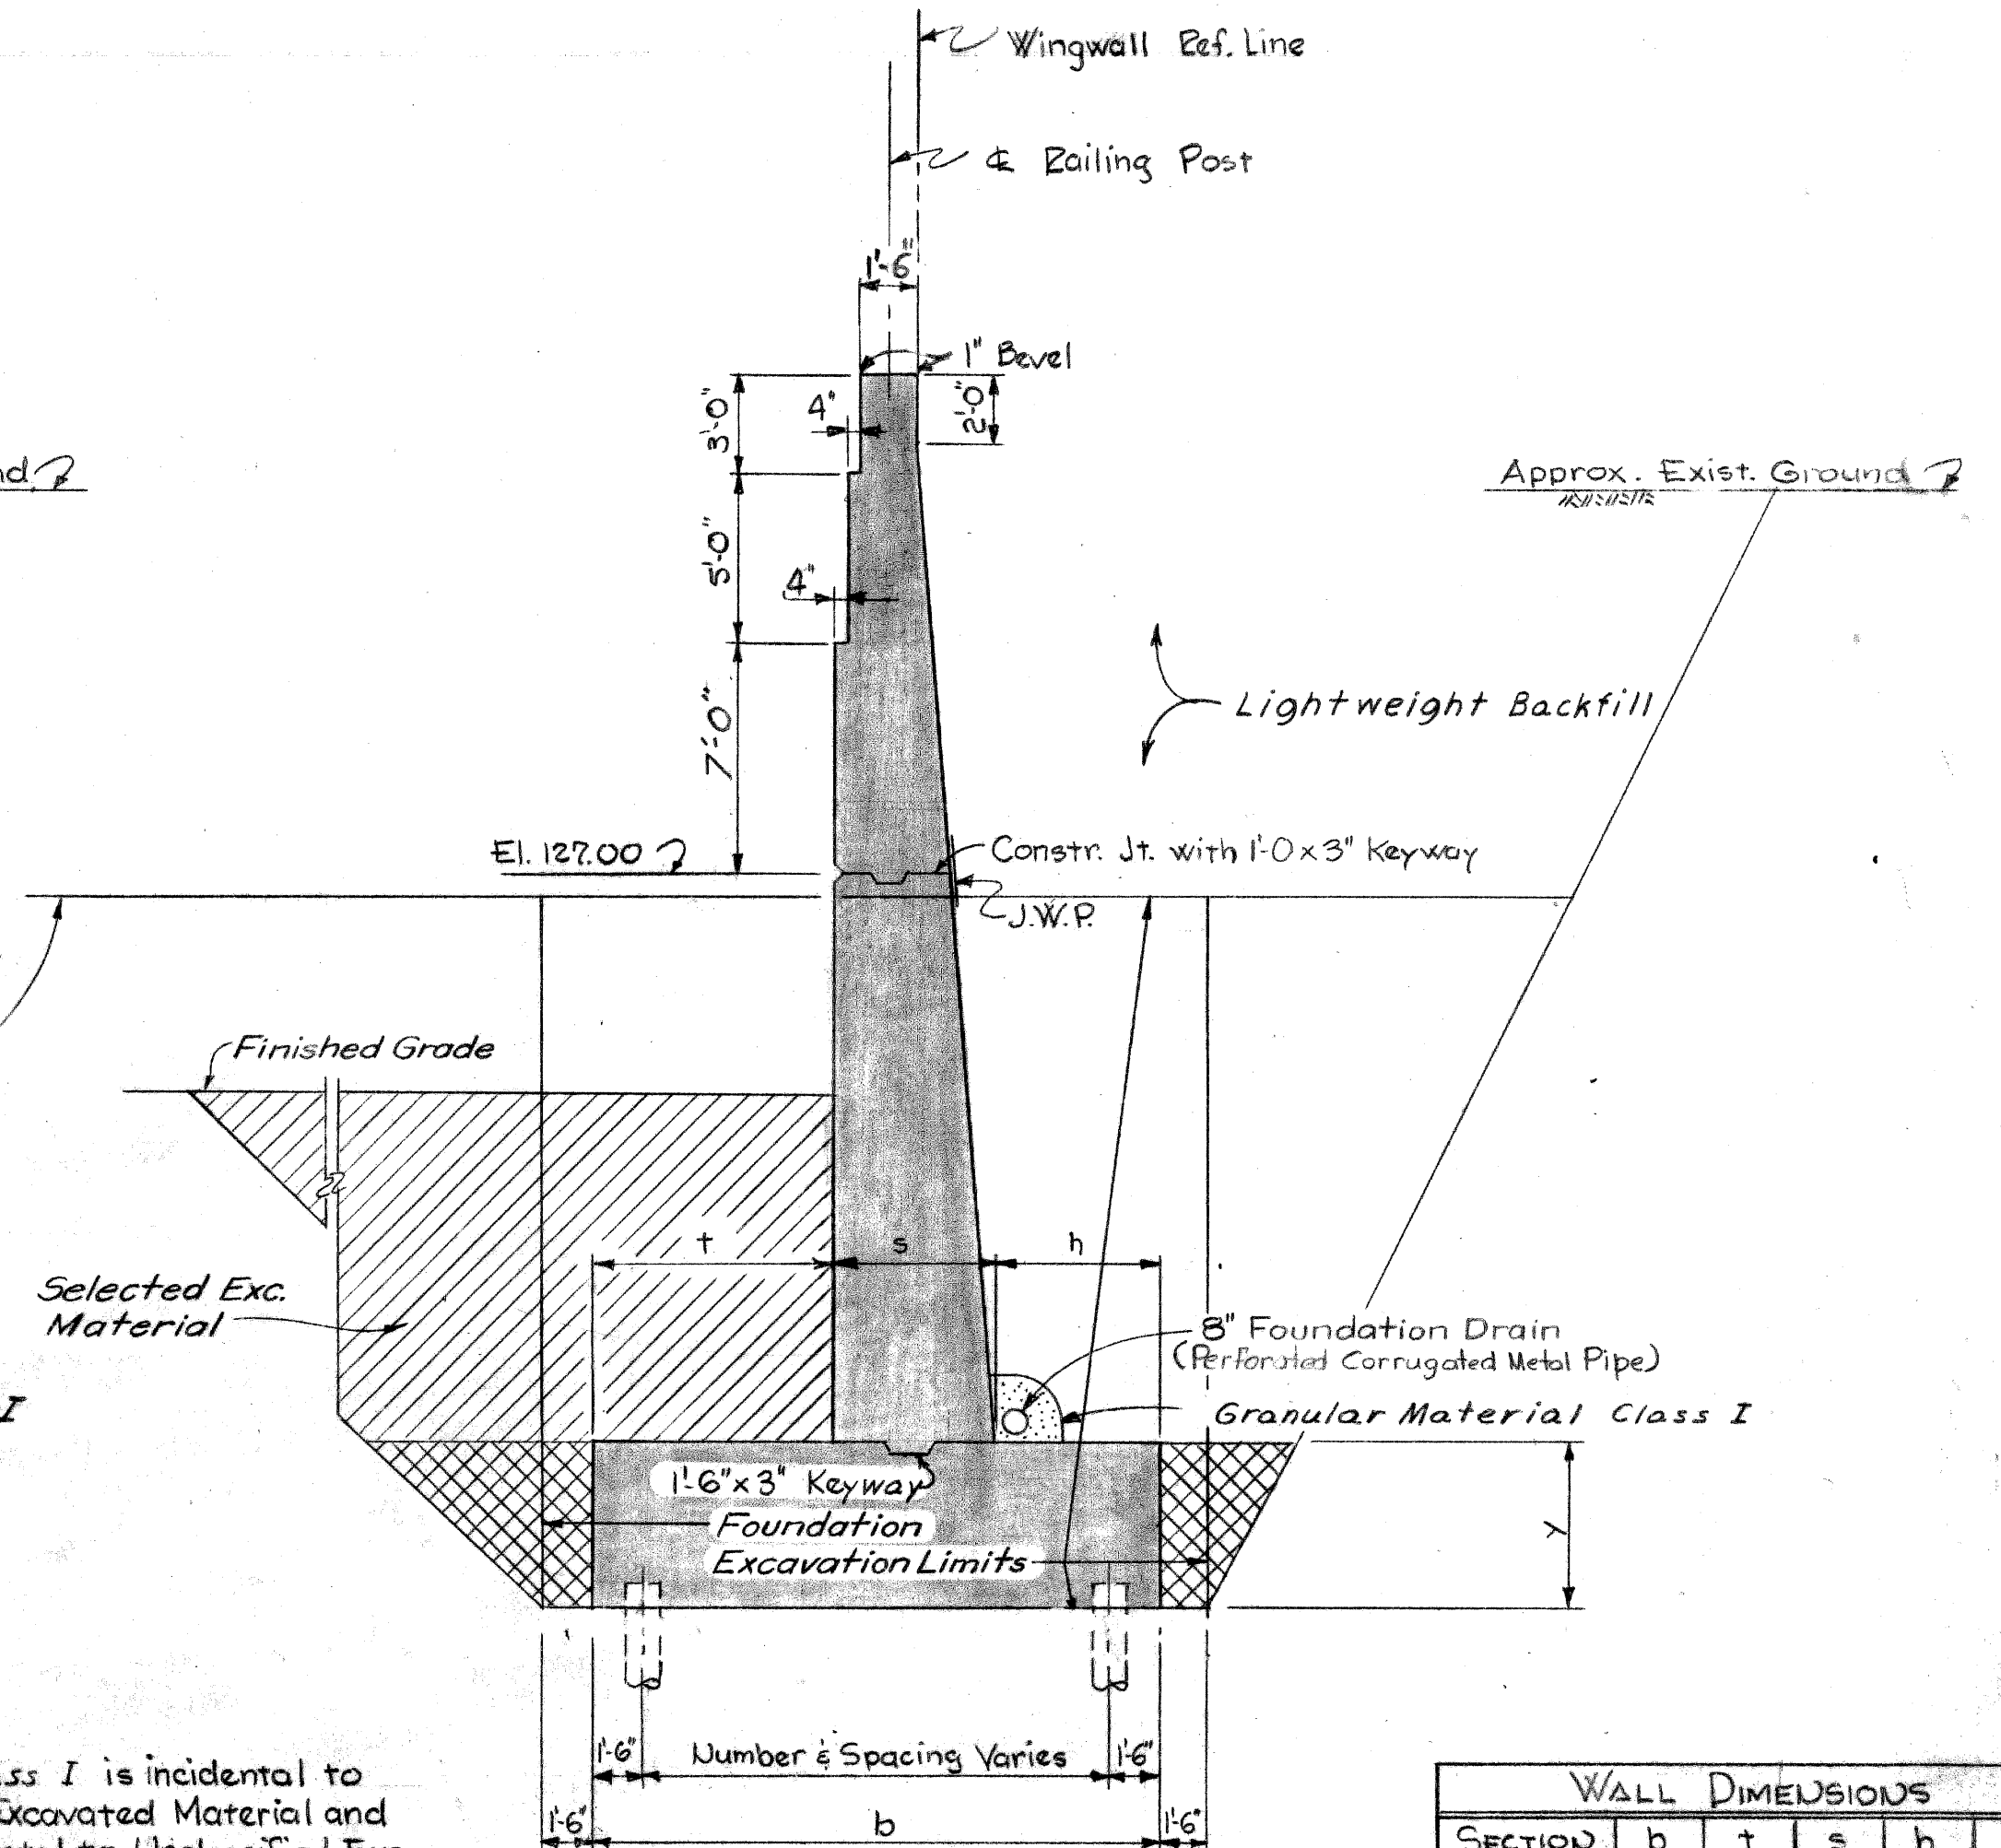 Wingwall Ref. Line
℄ Railing Post
1'-6"
1" Bevel
3'-0"
4"
2'-0"
nd
Approx. Exist. Ground
5'-0"
4"
7'-0"
Lightweight Backfill
El. 127.00
Constr. Jt. with 1'-0 x 3" Keyway
J.W.P.
Finished Grade
t
s
h
Selected Exc.
Material
8" Foundation Drain
(Perforated Corrugated Metal Pipe)
I
Granular Material Class I
1'-6" x 3" Keyway
Foundation
Excavation Limits
Y
1'-6"
Number & Spacing Varies
1'-6"
ss I is incidental to
Excavated Material and
1'-6"
b
1'-6"
WALL DIMENSIONS
SECTION b t s h